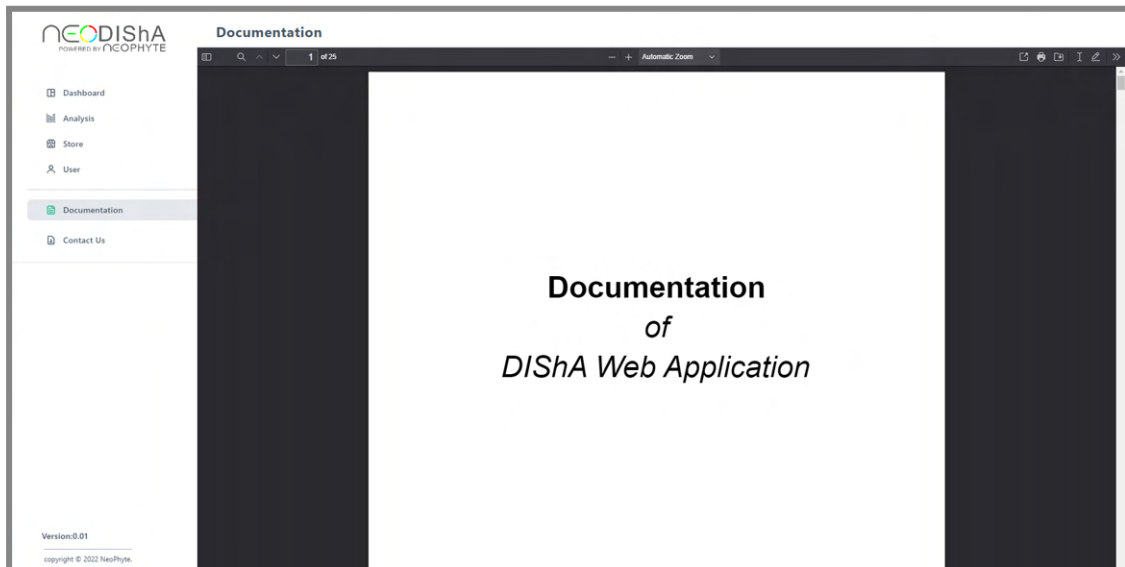 NEODIShA
POWERED BY NEOPHYTE
Documentation
1 of 25
Automatic Zoom
Dashboard
Analysis
Store
User
Documentation
Contact Us
Documentation
of
DIShA Web Application
Version:0.01
copyright © 2022 NeoPhyte.